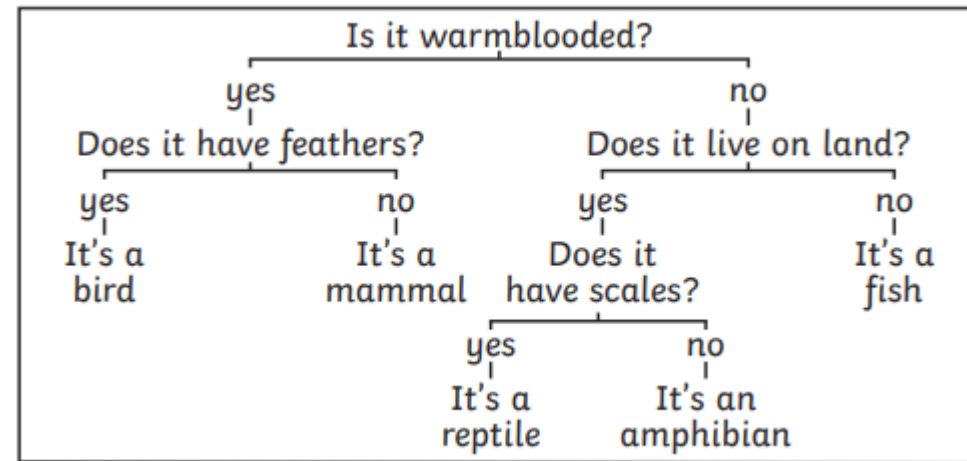 Is it warmblooded?
yes no
Does it have feathers? Does it live on land?
yes no yes no
It's a It's a Does it It's a
bird mammal have scales? fish
yes no
It's a It's an
reptile amphibian